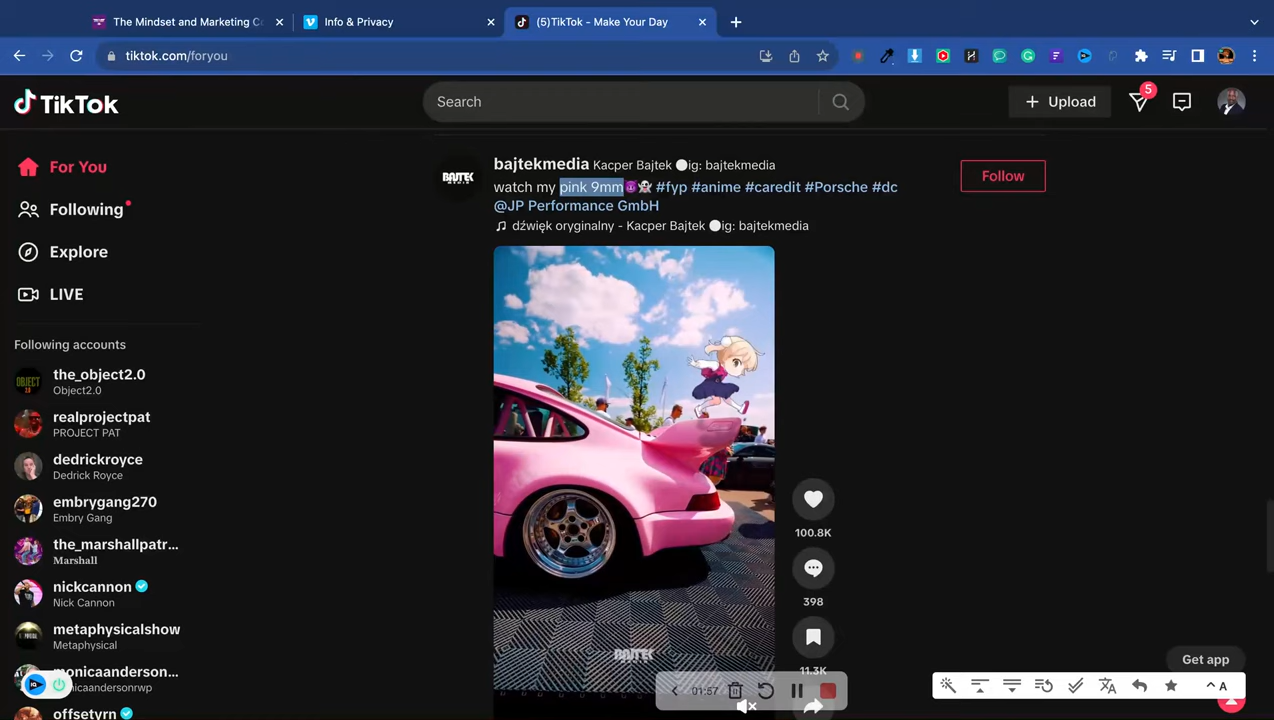 The Mindset and Marketing Co
Info & Privacy
(5)TikTok - Make Your Day
tiktok.com/foryou
TikTok
Search
Upload
5
For You
Following
Explore
LIVE
Following accounts
the_object2.0
Object2.0
realprojectpat
PROJECT PAT
dedrickroyce
Dedrick Royce
embrygang270
Embry Gang
the_marshallpatr...
Marshall
nickcannon
Nick Cannon
metaphysicalshow
Metaphysical
monicaanderson...
monicaandersonrwp
offsetyrn
bajtekmedia Kacper Bajtek ⚪ig: bajtekmedia
watch my pink 9mm😈👻 #fyp #anime #caredit #Porsche #dc
@JP Performance GmbH
dźwięk oryginalny - Kacper Bajtek ⚪ig: bajtekmedia
Follow
BAJTEK
100.8K
398
11.3K
BAJTEK
01:57
Get app
A